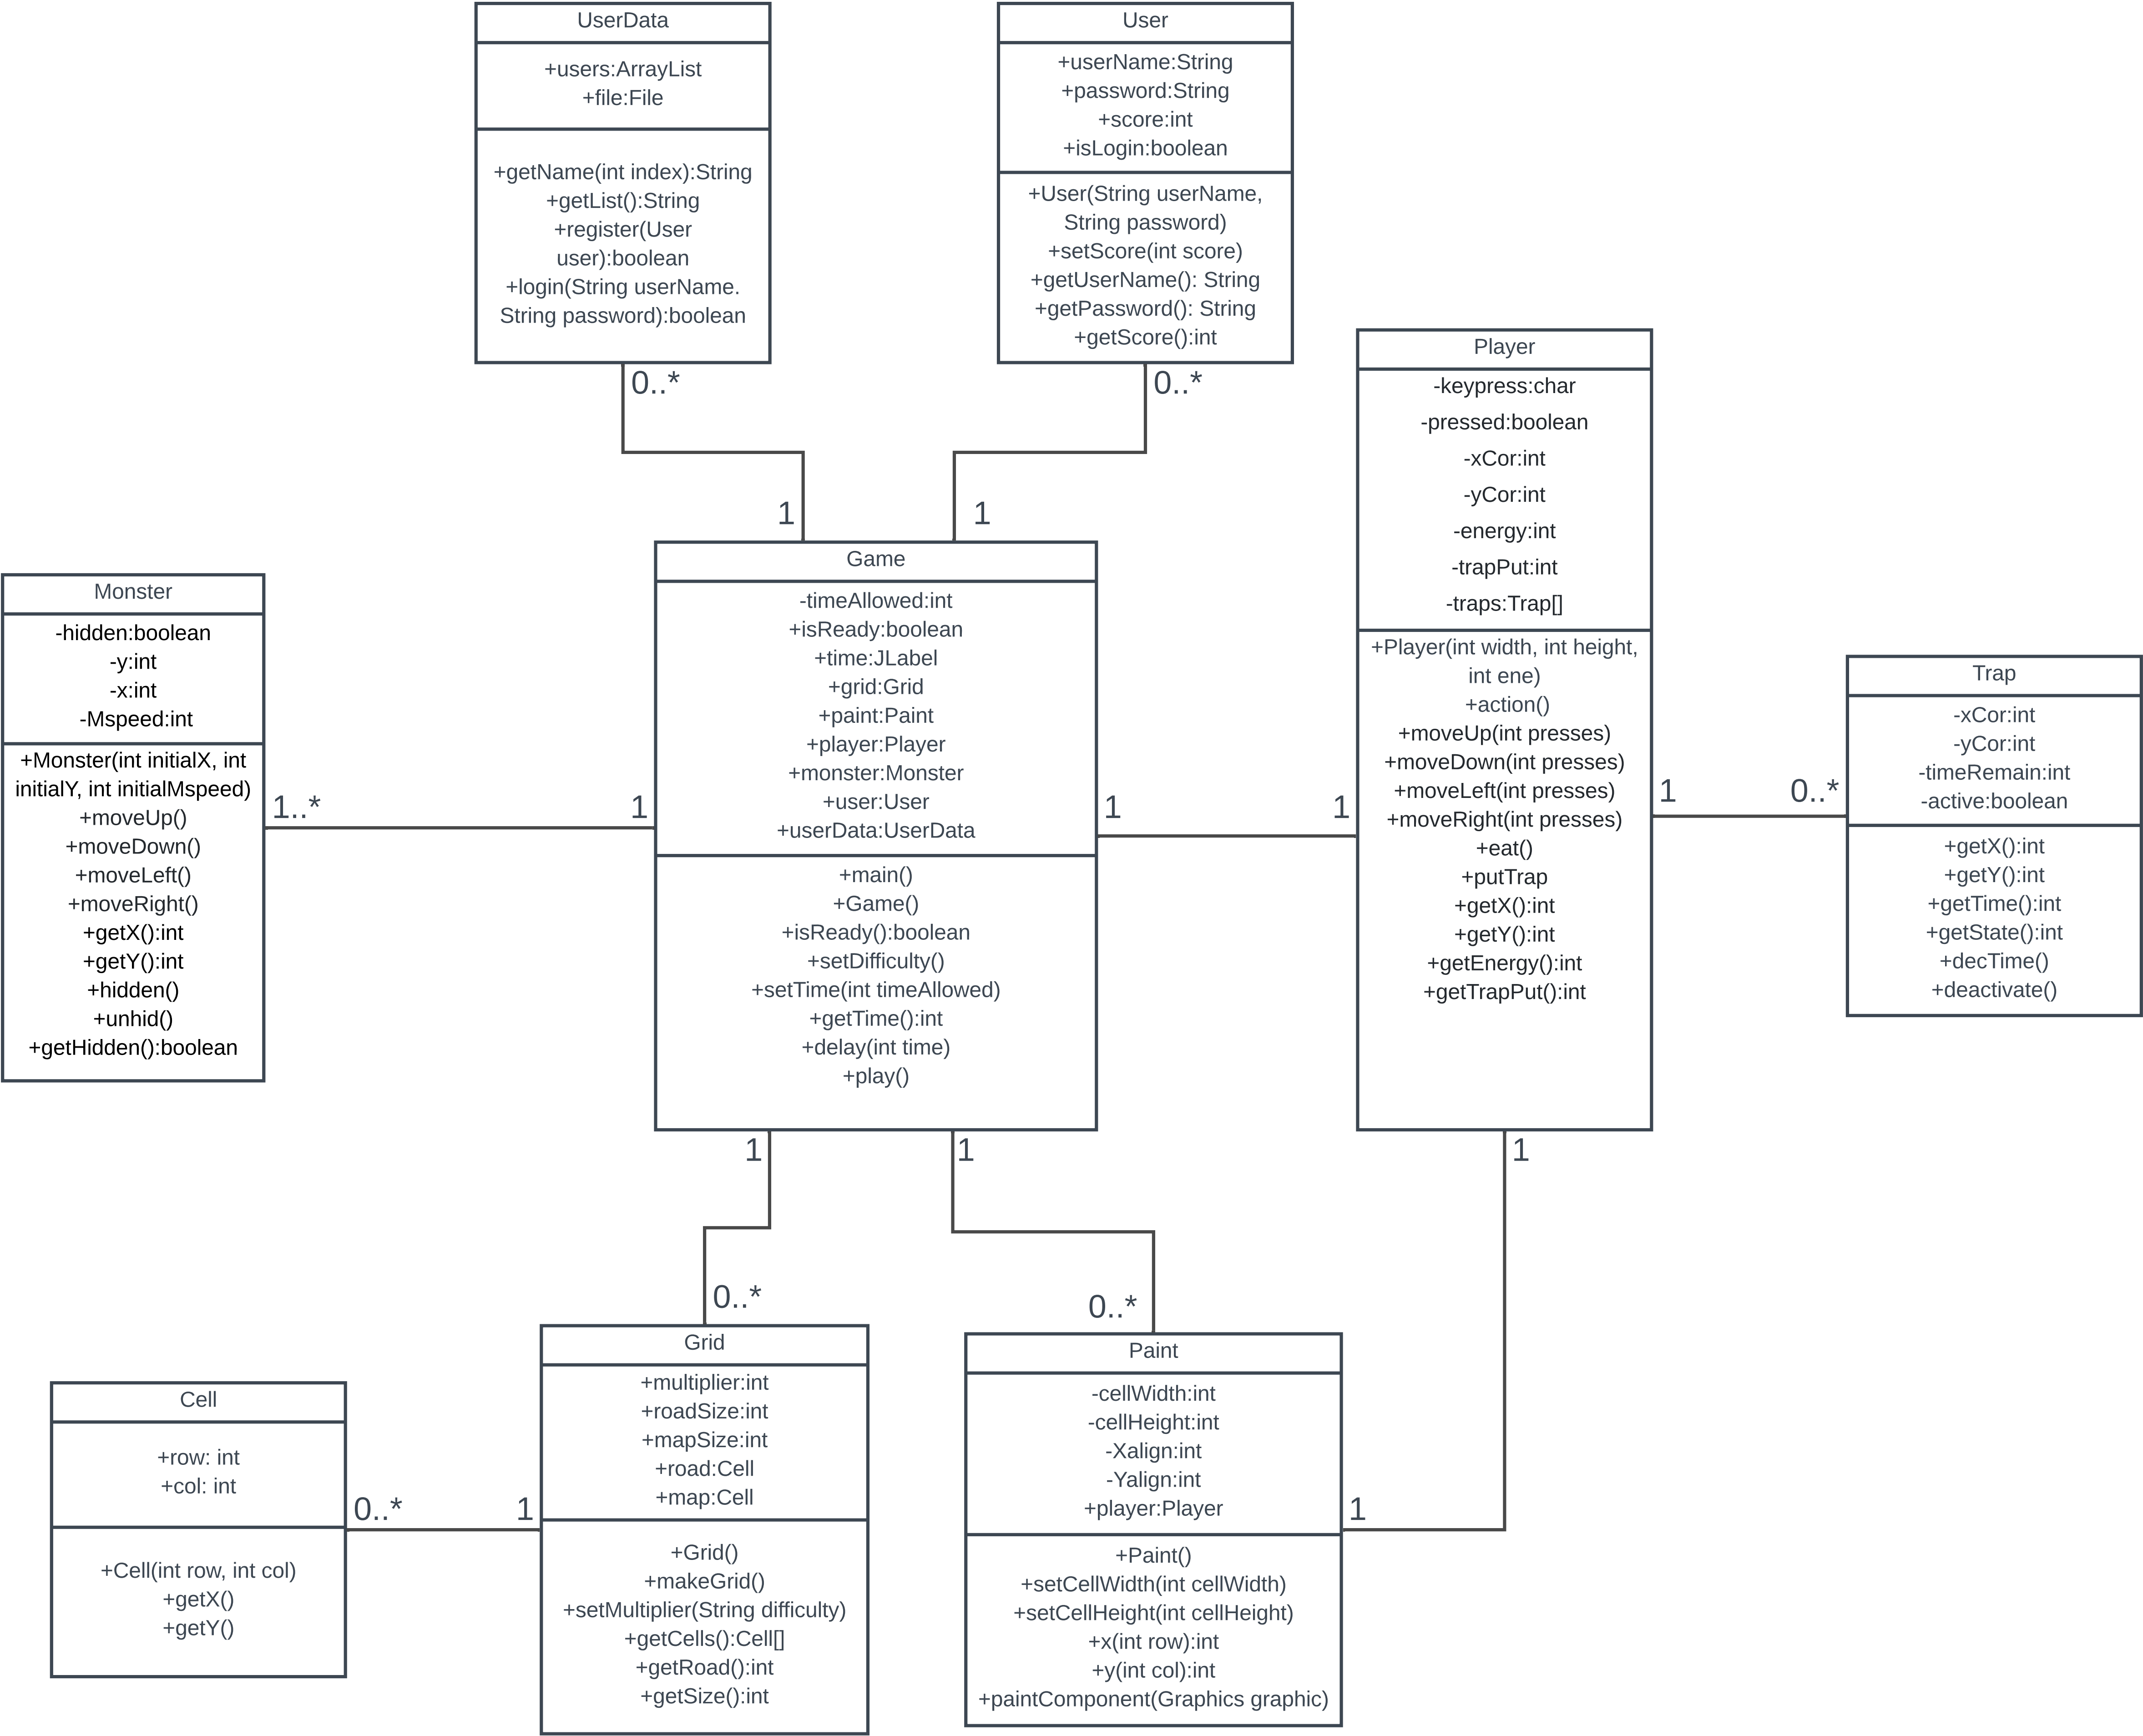 UserData
+users:ArrayList
+file:File
+getName(int index):String
+getList():String
+register(User
user):boolean
+login(String userName.
String password):boolean
0..*
1
User
+userName:String
+password:String
+score:int
+isLogin:boolean
+User(String userName,
String password)
+setScore(int score)
+getUserName(): String
+getPassword(): String
+getScore():int
0..*
1
Monster
-hidden:boolean
-y:int
-x:int
-Mspeed:int
+Monster(int initialX, int
initialY, int initialMspeed)
+moveUp()
+moveDown()
+moveLeft()
+moveRight()
+getX():int
+getY():int
+hidden()
+unhid()
+getHidden():boolean
1..*
1
Game
-timeAllowed:int
+isReady:boolean
+time:JLabel
+grid:Grid
+paint:Paint
+player:Player
+monster:Monster
+user:User
+userData:UserData
+main()
+Game()
+isReady():boolean
+setDifficulty()
+setTime(int timeAllowed)
+getTime():int
+delay(int time)
+play()
1
1
Player
-keypress:char
-pressed:boolean
-xCor:int
-yCor:int
-energy:int
-trapPut:int
-traps:Trap[]
+Player(int width, int height,
int ene)
+action()
+moveUp(int presses)
+moveDown(int presses)
+moveLeft(int presses)
+moveRight(int presses)
+eat()
+putTrap
+getX():int
+getY():int
+getEnergy():int
+getTrapPut():int
1
0..*
Trap
-xCor:int
-yCor:int
-timeRemain:int
-active:boolean
+getX():int
+getY():int
+getTime():int
+getState():int
+decTime()
+deactivate()
1
1
1
0..*
0..*
Cell
+row: int
+col: int
+Cell(int row, int col)
+getX()
+getY()
0..*
1
Grid
+multiplier:int
+roadSize:int
+mapSize:int
+road:Cell
+map:Cell
+Grid()
+makeGrid()
+setMultiplier(String difficulty)
+getCells():Cell[]
+getRoad():int
+getSize():int
Paint
-cellWidth:int
-cellHeight:int
-Xalign:int
-Yalign:int
+player:Player
+Paint()
+setCellWidth(int cellWidth)
+setCellHeight(int cellHeight)
+x(int row):int
+y(int col):int
+paintComponent(Graphics graphic)
1